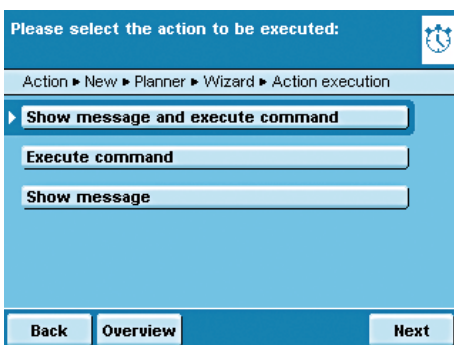 Please select the action to be executed:
Action ▸ New ▸ Planner ▸ Wizard ▸ Action execution
Show message and execute command
Execute command
Show message
Back Overview Next